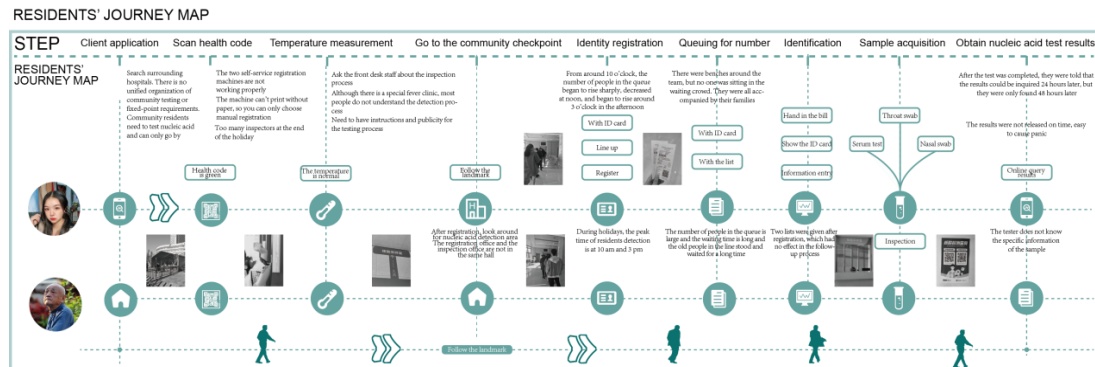 RESIDENTS' JOURNEY MAP
STEP
Client application
Scan health code
Temperature measurement
Go to the community checkpoint
Identity registration
Queuing for number
Identification
Sample acquisition
Obtain nucleic acid test results
RESIDENTS'
JOURNEY MAP
Search surrounding
hospitals. There is no
unified organization of
community testing or
fixed-point requirements.
Community residents
need to test nucleic acid
and can only go by
The two self-service registration
machines are not
working properly
The machine can't print without
paper, so you can only choose
manual registration
Too many inspectors at the end
of the holiday
Ask the front desk staff about the inspection
process
Although there is a special fever clinic, most
people do not understand the detection pro-
cess
Need to have instructions and publicity for
the testing process
From around 10 o'clock, the
number of people in the queue
began to rise sharply, decreased
at noon, and began to rise around
3 o'clock in the afternoon
There were benches around the
team, but no one was sitting in the
waiting crowd. They were all acc-
ompanied by their families
After the test was completed, they were told that
the results could be inquired 24 hours later, but
they were only found 48 hours later
The results were not released on time, easy
to cause panic
With ID card
Line up
Register
With ID card
With the list
Hand in the bill
Show the ID card
Information entry
Throat swab
Serum test
Nasal swab
Health code
is green
The temperature
is normal
Follow the
landmark
Online query
results
After registration, look around
for nucleic acid detection area
The registration office and the
inspection office are not in
the same hall
During holidays, the peak
time of residents detection
is at 10 am and 3 pm
The number of people in the queue is
large and the waiting time is long and
the old people in the line stood and
waited for a long time
Two lists were given after
registration, which had
no effect in the follow-
up process
Inspection
The tester does not know
the specific information
of the sample
Follow the landmark